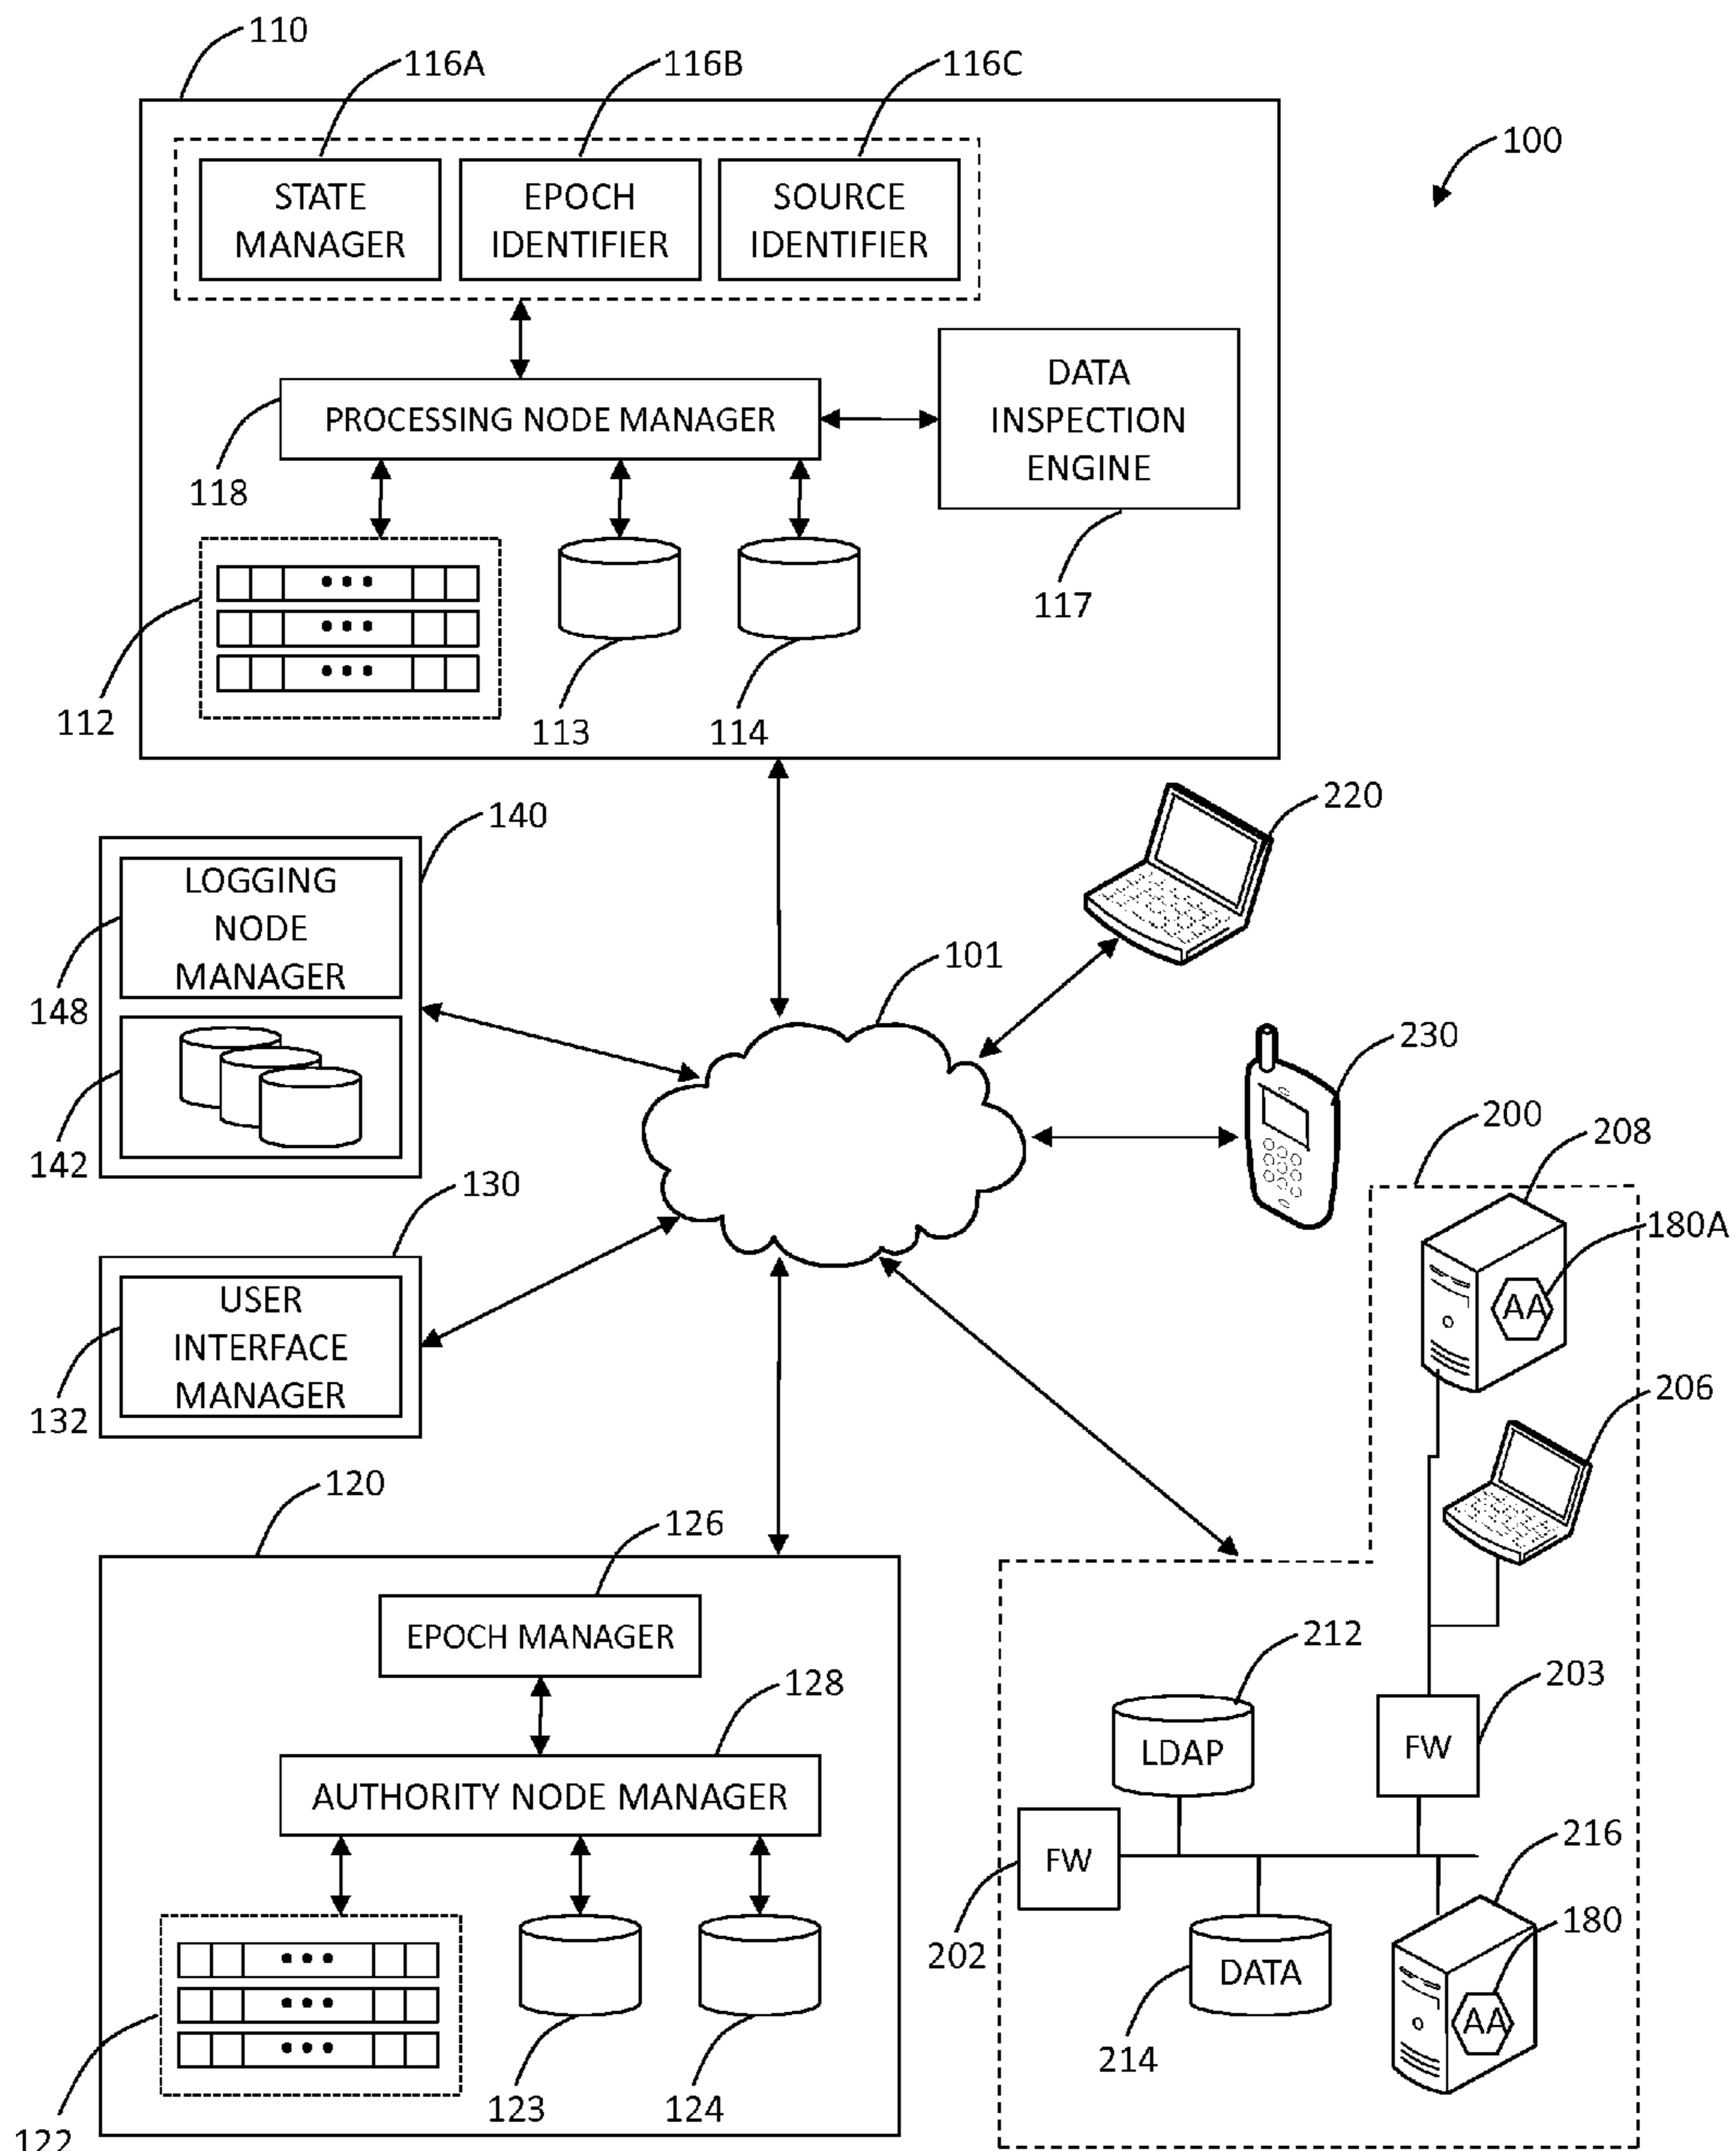 110
116A
116B
116C
100
STATE
MANAGER
EPOCH
IDENTIFIER
SOURCE
IDENTIFIER
DATA
INSPECTION
ENGINE
PROCESSING NODE MANAGER
118
117
112
113
114
220
140
LOGGING
NODE
MANAGER
148
101
230
142
200
208
180A
AA
130
USER
INTERFACE
MANAGER
132
206
120
126
EPOCH MANAGER
212
128
203
LDAP
FW
AUTHORITY NODE MANAGER
216
FW
180
202
DATA
AA
214
123
124
122